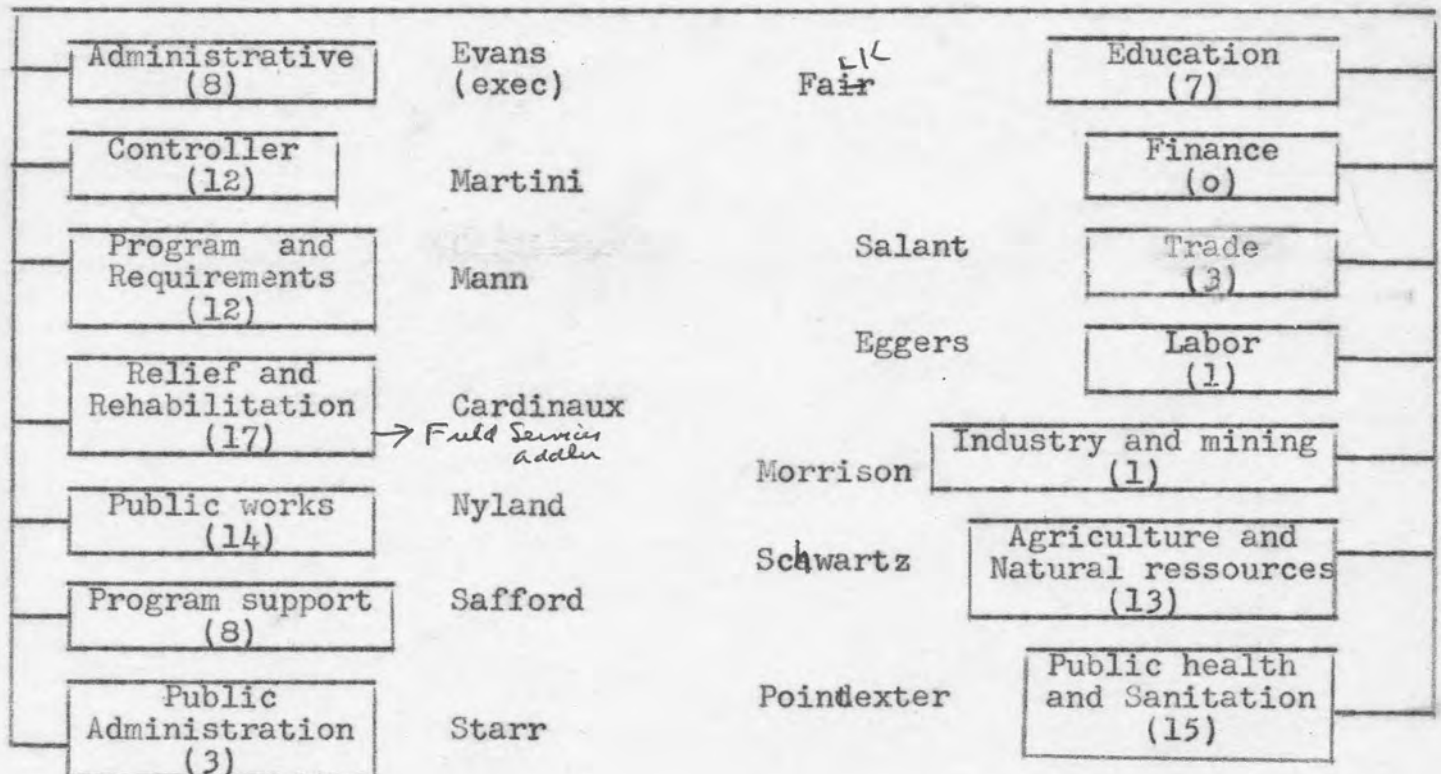 Administrative
(8)
Evans
(exec)
Controller
(12)
Martini
Program and
Requirements
(12)
Mann
Relief and
Rehabilitation
(17)
Cardinaux
→ Field Services
Public works
(14)
Nyland
Program support
(8)
Safford
Public
Administration
(3)
Starr
Fair
Education
(7)
Finance
(o)
Salant
Trade
(3)
Eggers
Labor
(1)
Morrison
Industry and mining
(1)
Schwartz
Agriculture and
Natural ressources
(13)
Poindexter
Public health
and Sanitation
(15)